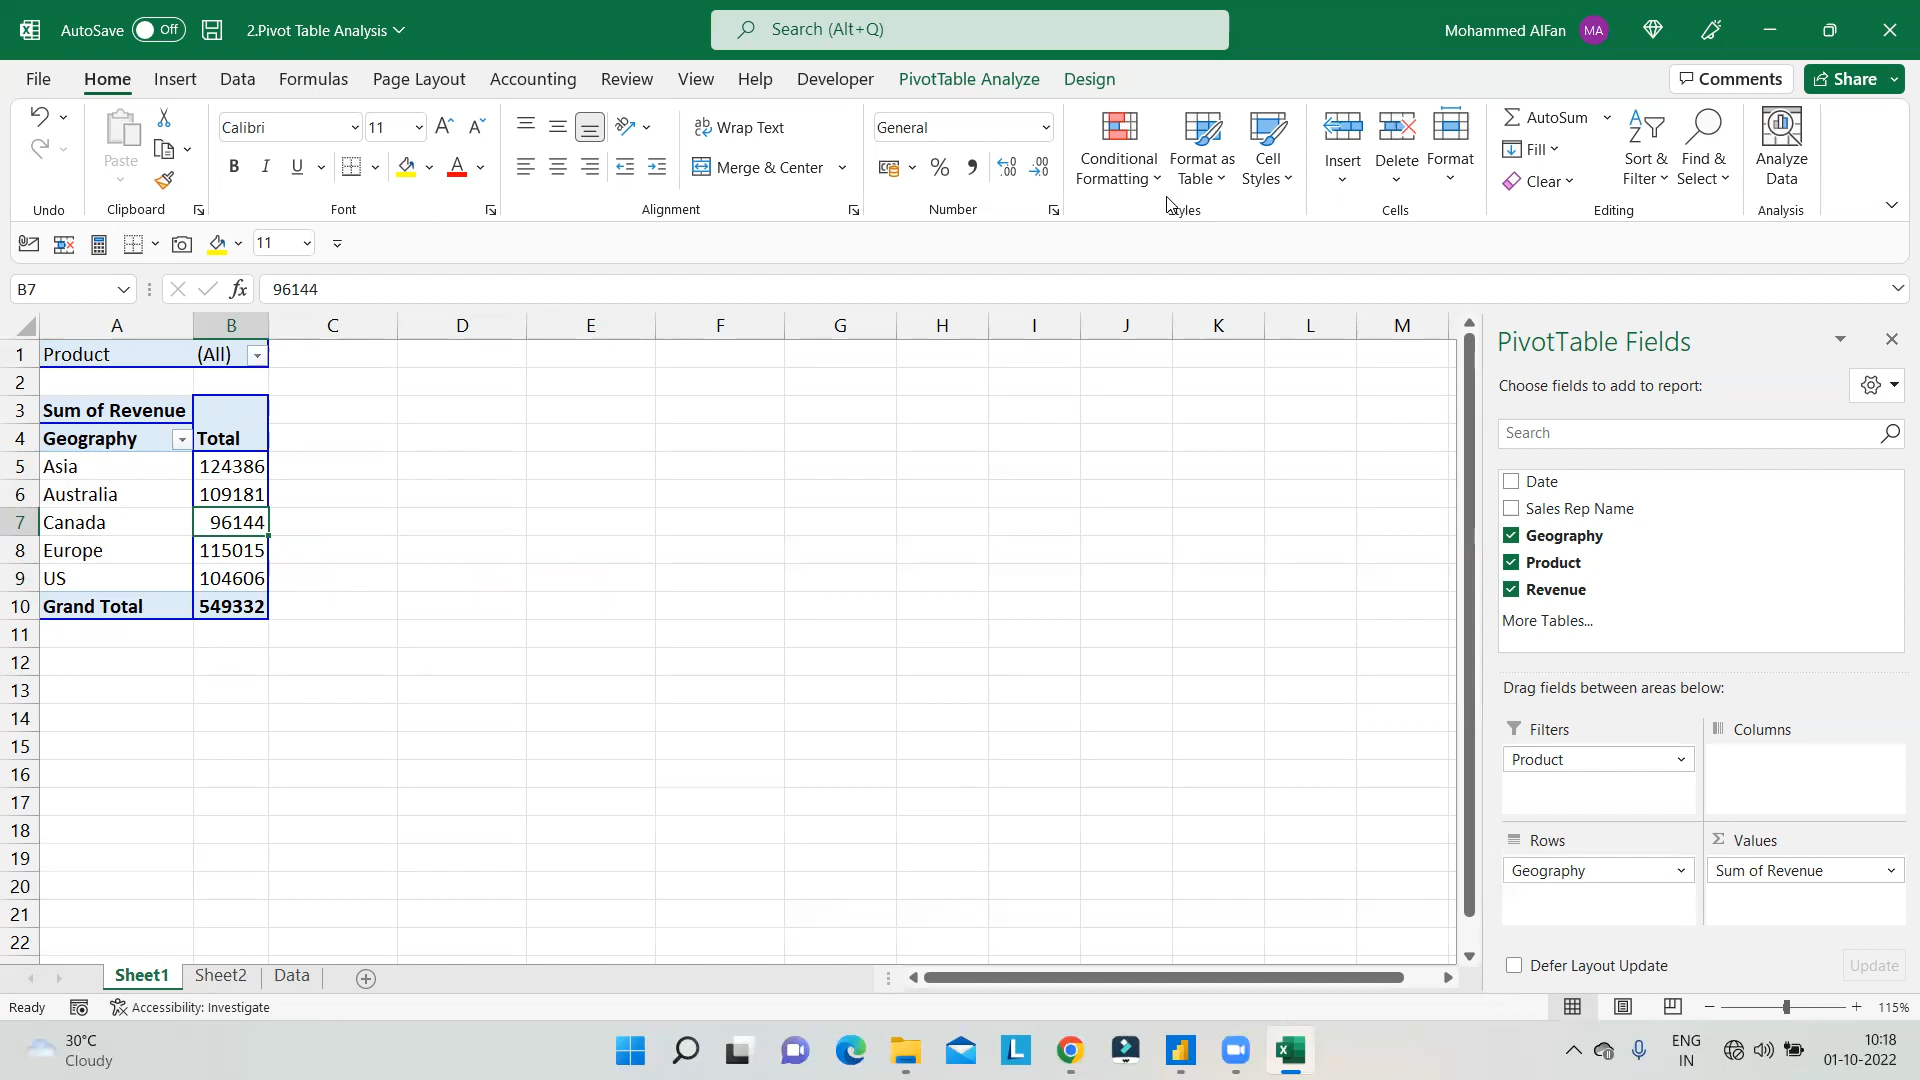 AutoSave Off 2.Pivot Table Analysis Search (Alt+Q) Mohammed AlFan MA
File Home Insert Data Formulas Page Layout Accounting Review View Help Developer PivotTable Analyze Design Comments Share
Paste
Calibri 11
B I U
Wrap Text
Merge & Center
General
Conditional Formatting
Format as Table
Cell Styles
Insert Delete Format
AutoSum
Fill
Clear
Sort & Filter
Find & Select
Analyze Data
Undo Clipboard Font Alignment Number Styles Cells Editing Analysis
11
B7 fx 96144
A B C D E F G H I J K L M
1 Product (All)
2
3 Sum of Revenue
4 Geography Total
5 Asia 124386
6 Australia 109181
7 Canada 96144
8 Europe 115015
9 US 104606
10 Grand Total 549332
11
12
13
14
15
16
17
18
19
20
21
22
PivotTable Fields
Choose fields to add to report:
Search
Date
Sales Rep Name
Geography
Product
Revenue
More Tables...
Drag fields between areas below:
Filters Columns
Product
Rows Values
Geography Sum of Revenue
Defer Layout Update Update
Sheet1 Sheet2 Data
Ready Accessibility: Investigate 115%
30°C
Cloudy
ENG
IN
10:18
01-10-2022